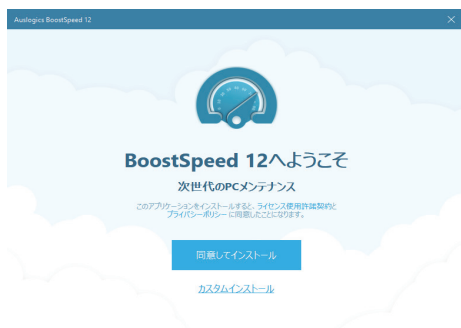 Auslogics BoostSpeed 12
BoostSpeed 12へようこそ
次世代のPCメンテナンス
このアプリケーションをインストールすると、ライセンス使用許諾契約と
プライバシーポリシーに同意したことになります。
同意してインストール
カスタムインストール